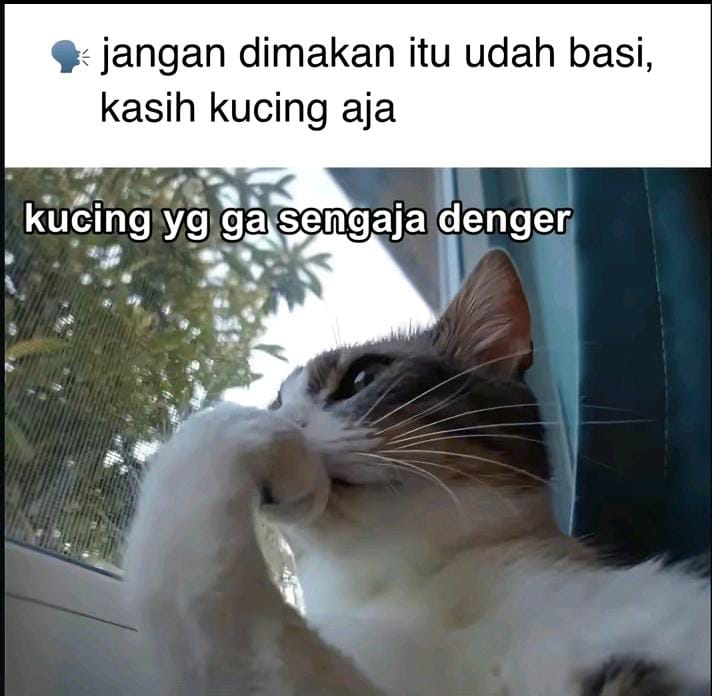 🗣️ jangan dimakan itu udah basi,
kasih kucing aja
kucing yg ga sengaja denger